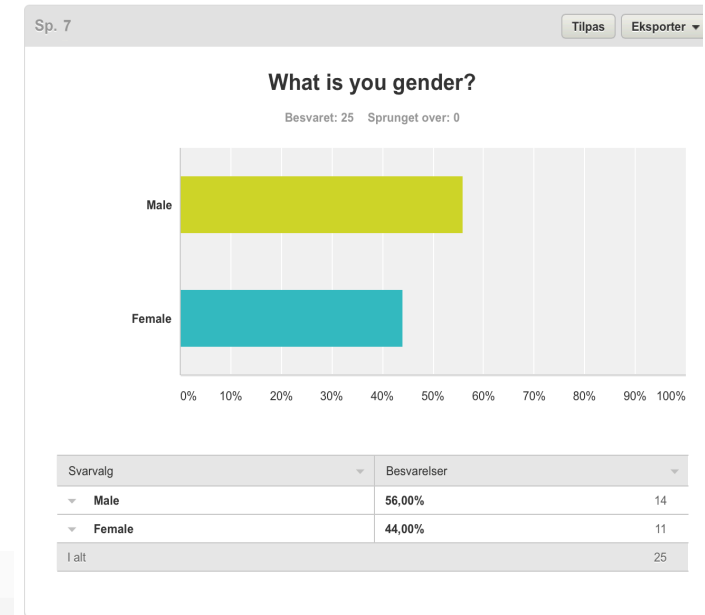 Sp. 7 Tilpas Eksporter
What is you gender?
Besvaret: 25 Sprunget over: 0
Male
Female
0% 10% 20% 30% 40% 50% 60% 70% 80% 90% 100%
Svarvalg Besvarelser
Male 56,00% 14
Female 44,00% 11
I alt 25